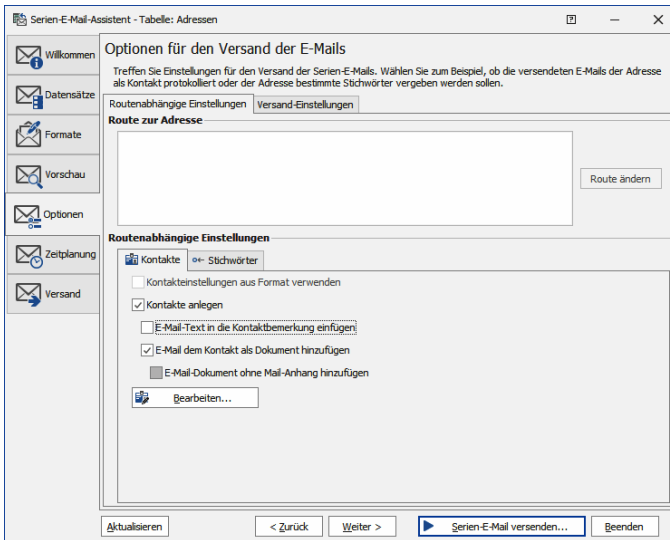 Serien-E-Mail-Assistent - Tabelle: Adressen
Willkommen
Datensätze
Formate
Vorschau
Optionen
Zeitplanung
Versand
Optionen für den Versand der E-Mails
Treffen Sie Einstellungen für den Versand der Serien-E-Mails. Wählen Sie zum Beispiel, ob die versendeten E-Mails der Adresse
als Kontakt protokolliert oder der Adresse bestimmte Stichwörter vergeben werden sollen.
Routenabhängige Einstellungen Versand-Einstellungen
Route zur Adresse
Route ändern
Routenabhängige Einstellungen
Kontakte Stichwörter
Kontakteinstellungen aus Format verwenden
Kontakte anlegen
E-Mail-Text in die Kontaktbemerkung einfügen
E-Mail dem Kontakt als Dokument hinzufügen
E-Mail-Dokument ohne Mail-Anhang hinzufügen
Bearbeiten...
Aktualisieren < Zurück Weiter > Serien-E-Mail versenden... Beenden